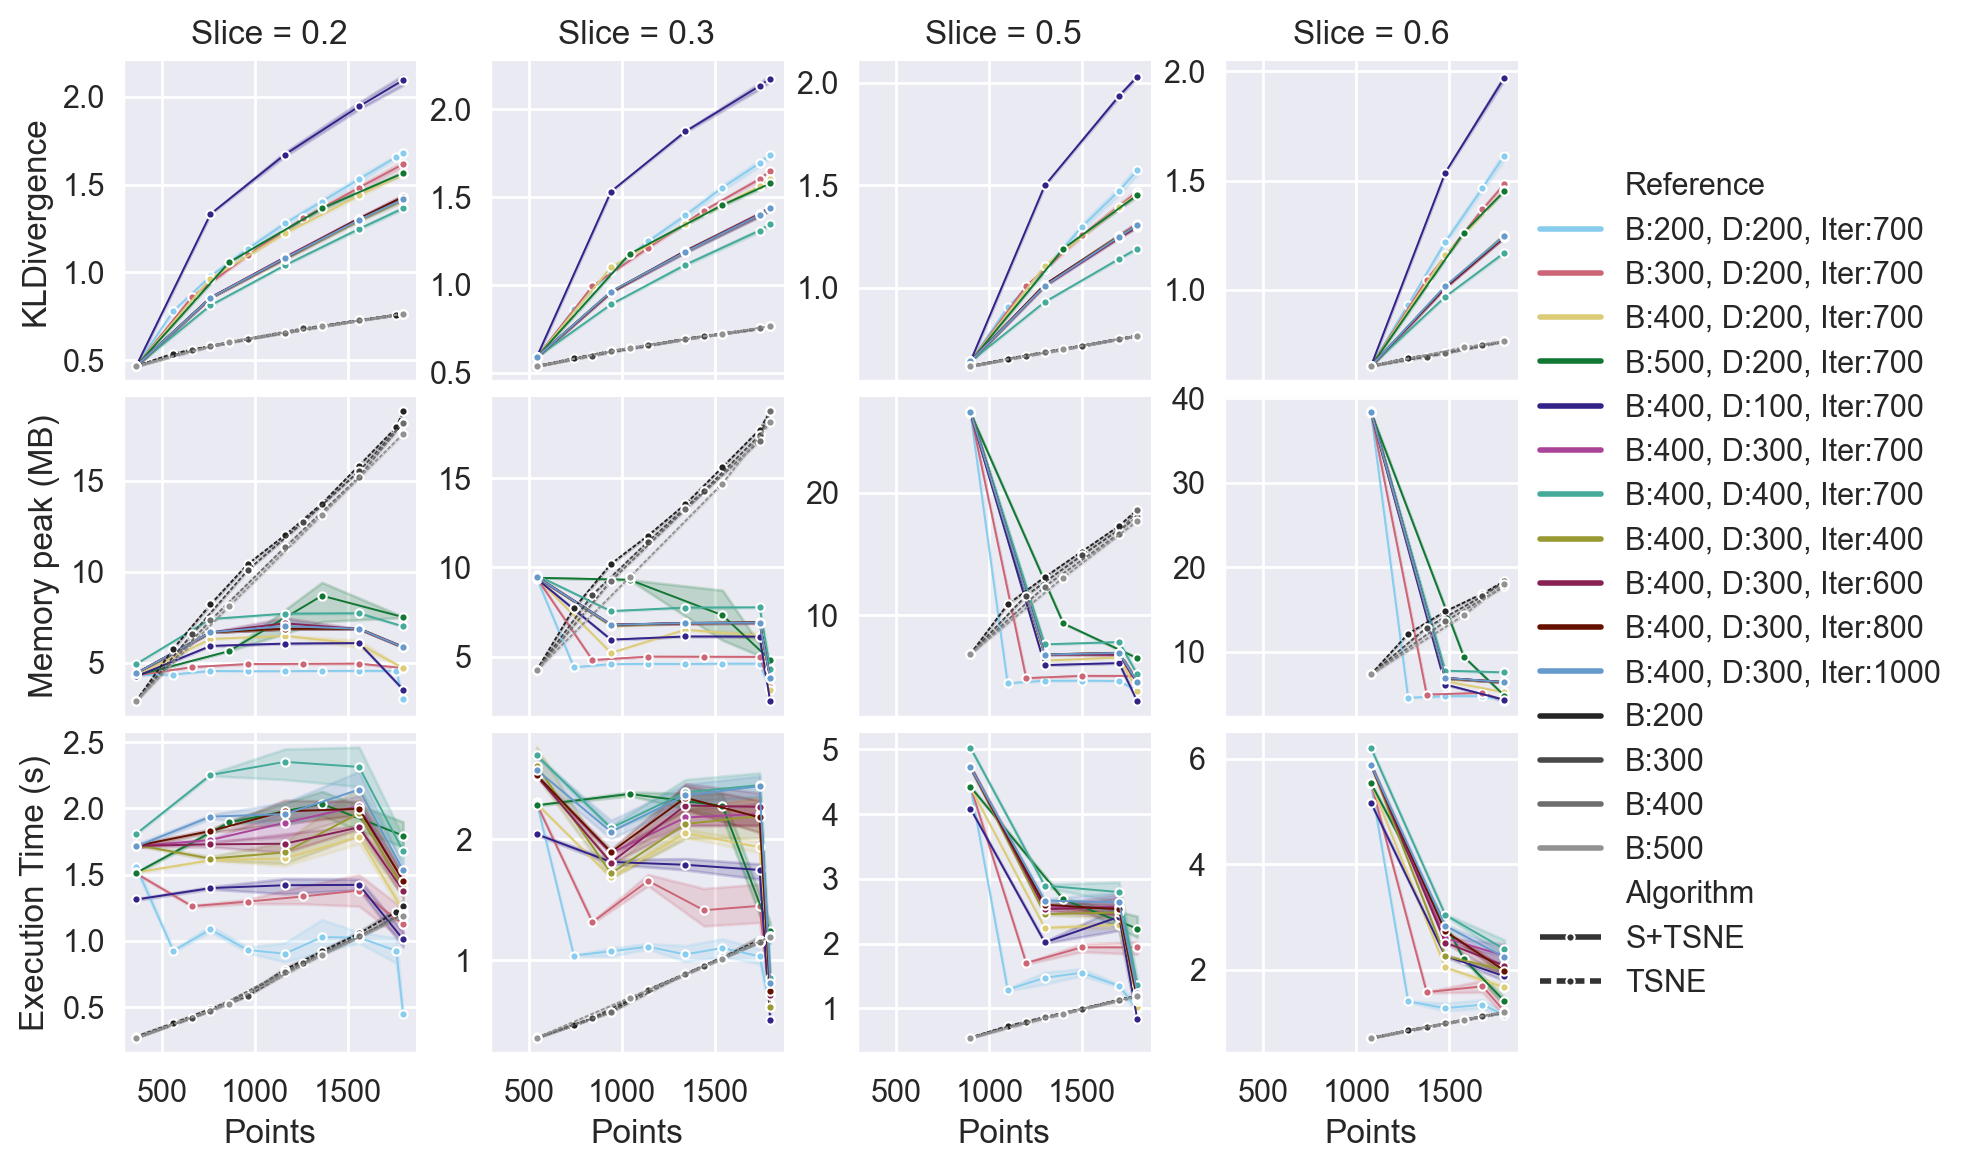 Slice = 0.2
Slice = 0.3
Slice = 0.5
Slice = 0.6
KLDivergence
2.0
1.5
1.0
0.5
2.0
1.5
1.0
0.5
2.0
1.5
1.0
2.0
1.5
1.0
Memory peak (MB)
15
10
5
15
10
5
20
10
40
30
20
10
Execution Time (s)
2.5
2.0
1.5
1.0
0.5
2
1
5
4
3
2
1
6
4
2
500 1000 1500
500 1000 1500
500 1000 1500
500 1000 1500
Points
Points
Points
Points
Reference
B:200, D:200, Iter:700
B:300, D:200, Iter:700
B:400, D:200, Iter:700
B:500, D:200, Iter:700
B:400, D:100, Iter:700
B:400, D:300, Iter:700
B:400, D:400, Iter:700
B:400, D:300, Iter:400
B:400, D:300, Iter:600
B:400, D:300, Iter:800
B:400, D:300, Iter:1000
B:200
B:300
B:400
B:500
Algorithm
S+TSNE
TSNE